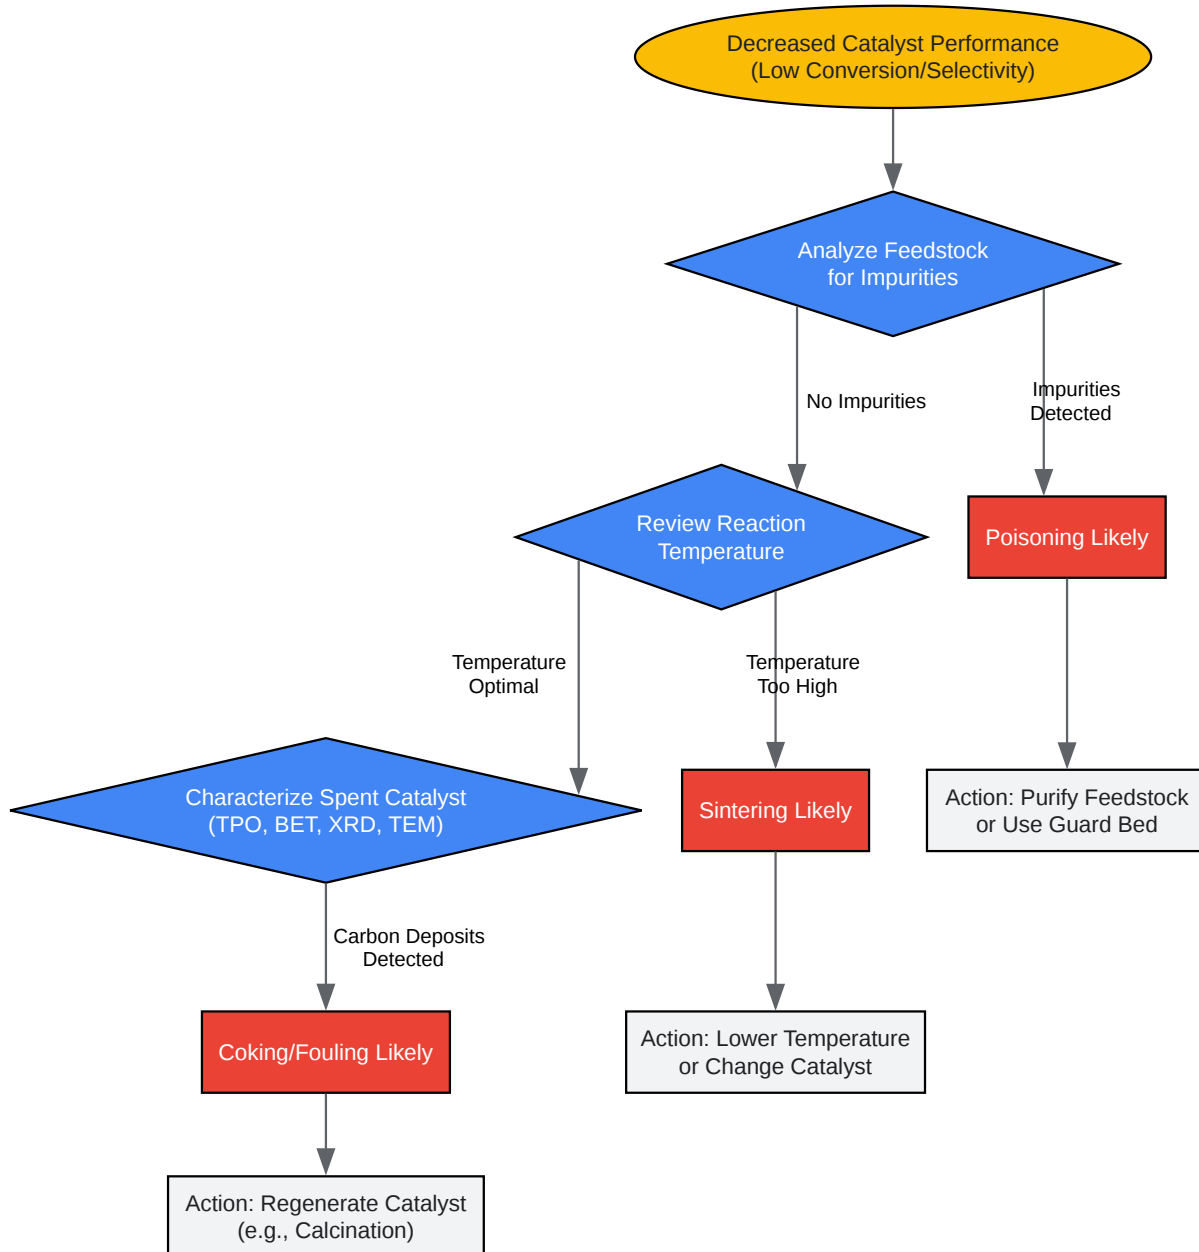 Decreased Catalyst Performance
(Low Conversion/Selectivity)
Analyze Feedstock
for Impurities
No Impurities
Impurities
Detected
Review Reaction
Temperature
Poisoning Likely
Temperature
Optimal
Temperature
Too High
Characterize Spent Catalyst
(TPO, BET, XRD, TEM)
Sintering Likely
Action: Purify Feedstock
or Use Guard Bed
Carbon Deposits
Detected
Coking/Fouling Likely
Action: Lower Temperature
or Change Catalyst
Action: Regenerate Catalyst
(e.g., Calcination)